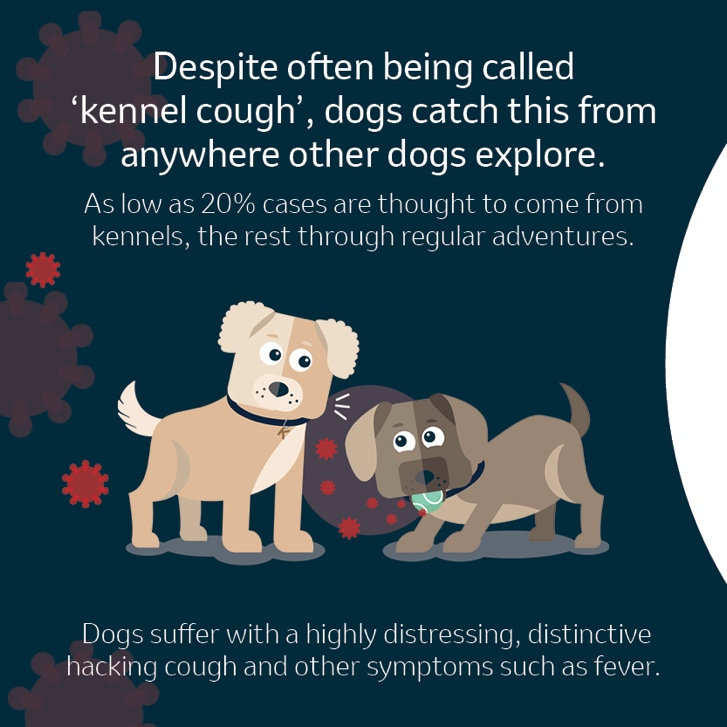 Despite often being called
‘kennel cough’, dogs catch this from
anywhere other dogs explore.
As low as 20% cases are thought to come from
kennels, the rest through regular adventures.
Dogs suffer with a highly distressing, distinctive
hacking cough and other symptoms such as fever.